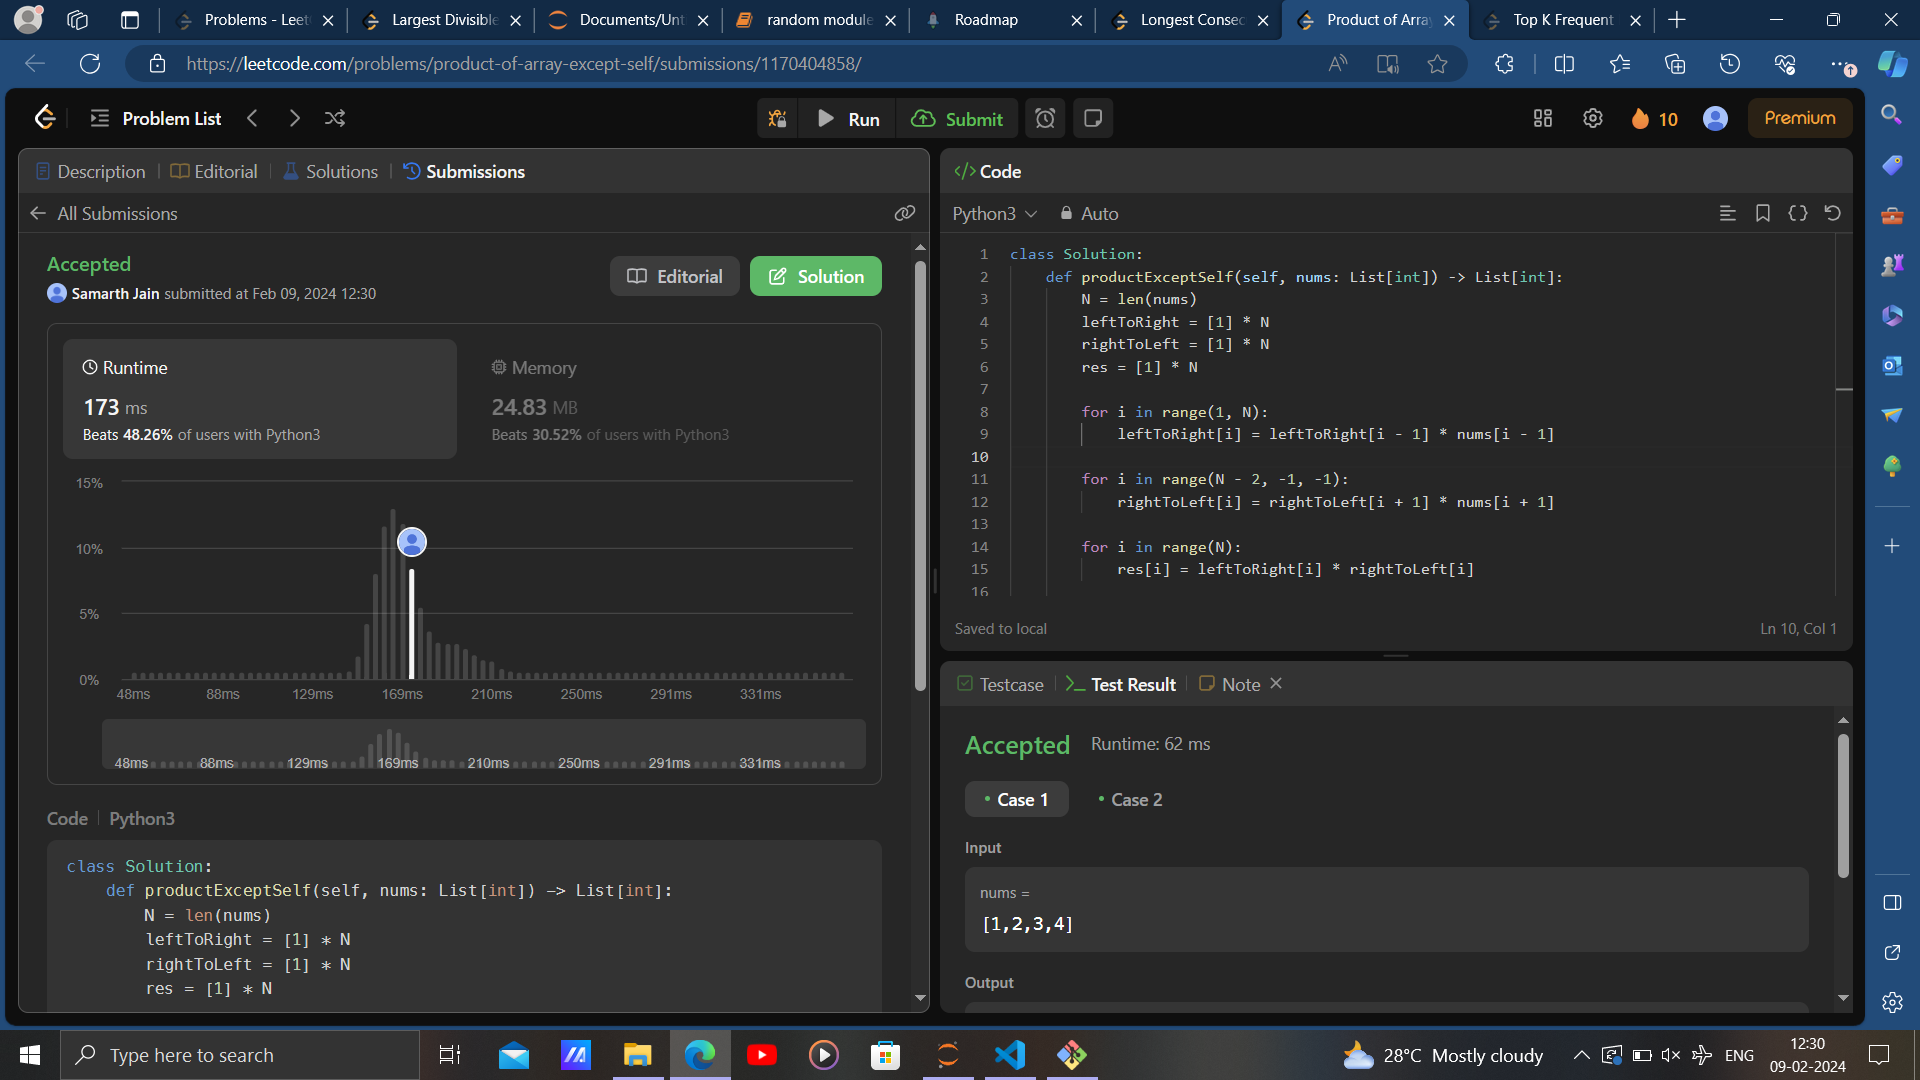 Problems - Leet
Largest Divisible
Documents/Unt
random module
Roadmap
Longest Consec
Product of Array
Top K Frequent
https://leetcode.com/problems/product-of-array-except-self/submissions/1170404858/
Problem List
Run
Submit
10
Premium
Description
Editorial
Solutions
Submissions
All Submissions
Accepted
Samarth Jain submitted at Feb 09, 2024 12:30
Editorial
Solution
Runtime
173 ms
Beats 48.26% of users with Python3
Memory
24.83 MB
Beats 30.52% of users with Python3
15%
10%
5%
0%
48ms 88ms 129ms 169ms 210ms 250ms 291ms 331ms
48ms 88ms 129ms 169ms 210ms 250ms 291ms 331ms
Code | Python3
class Solution:
    def productExceptSelf(self, nums: List[int]) -> List[int]:
        N = len(nums)
        leftToRight = [1] * N
        rightToLeft = [1] * N
        res = [1] * N
</> Code
Python3
Auto
1 class Solution:
2     def productExceptSelf(self, nums: List[int]) -> List[int]:
3         N = len(nums)
4         leftToRight = [1] * N
5         rightToLeft = [1] * N
6         res = [1] * N
7
8         for i in range(1, N):
9             leftToRight[i] = leftToRight[i - 1] * nums[i - 1]
10
11         for i in range(N - 2, -1, -1):
12             rightToLeft[i] = rightToLeft[i + 1] * nums[i + 1]
13
14         for i in range(N):
15             res[i] = leftToRight[i] * rightToLeft[i]
16
Saved to local
Ln 10, Col 1
Testcase
Test Result
Note
Accepted
Runtime: 62 ms
Case 1
Case 2
Input
nums =
[1,2,3,4]
Output
Type here to search
28°C Mostly cloudy
ENG
12:30
09-02-2024